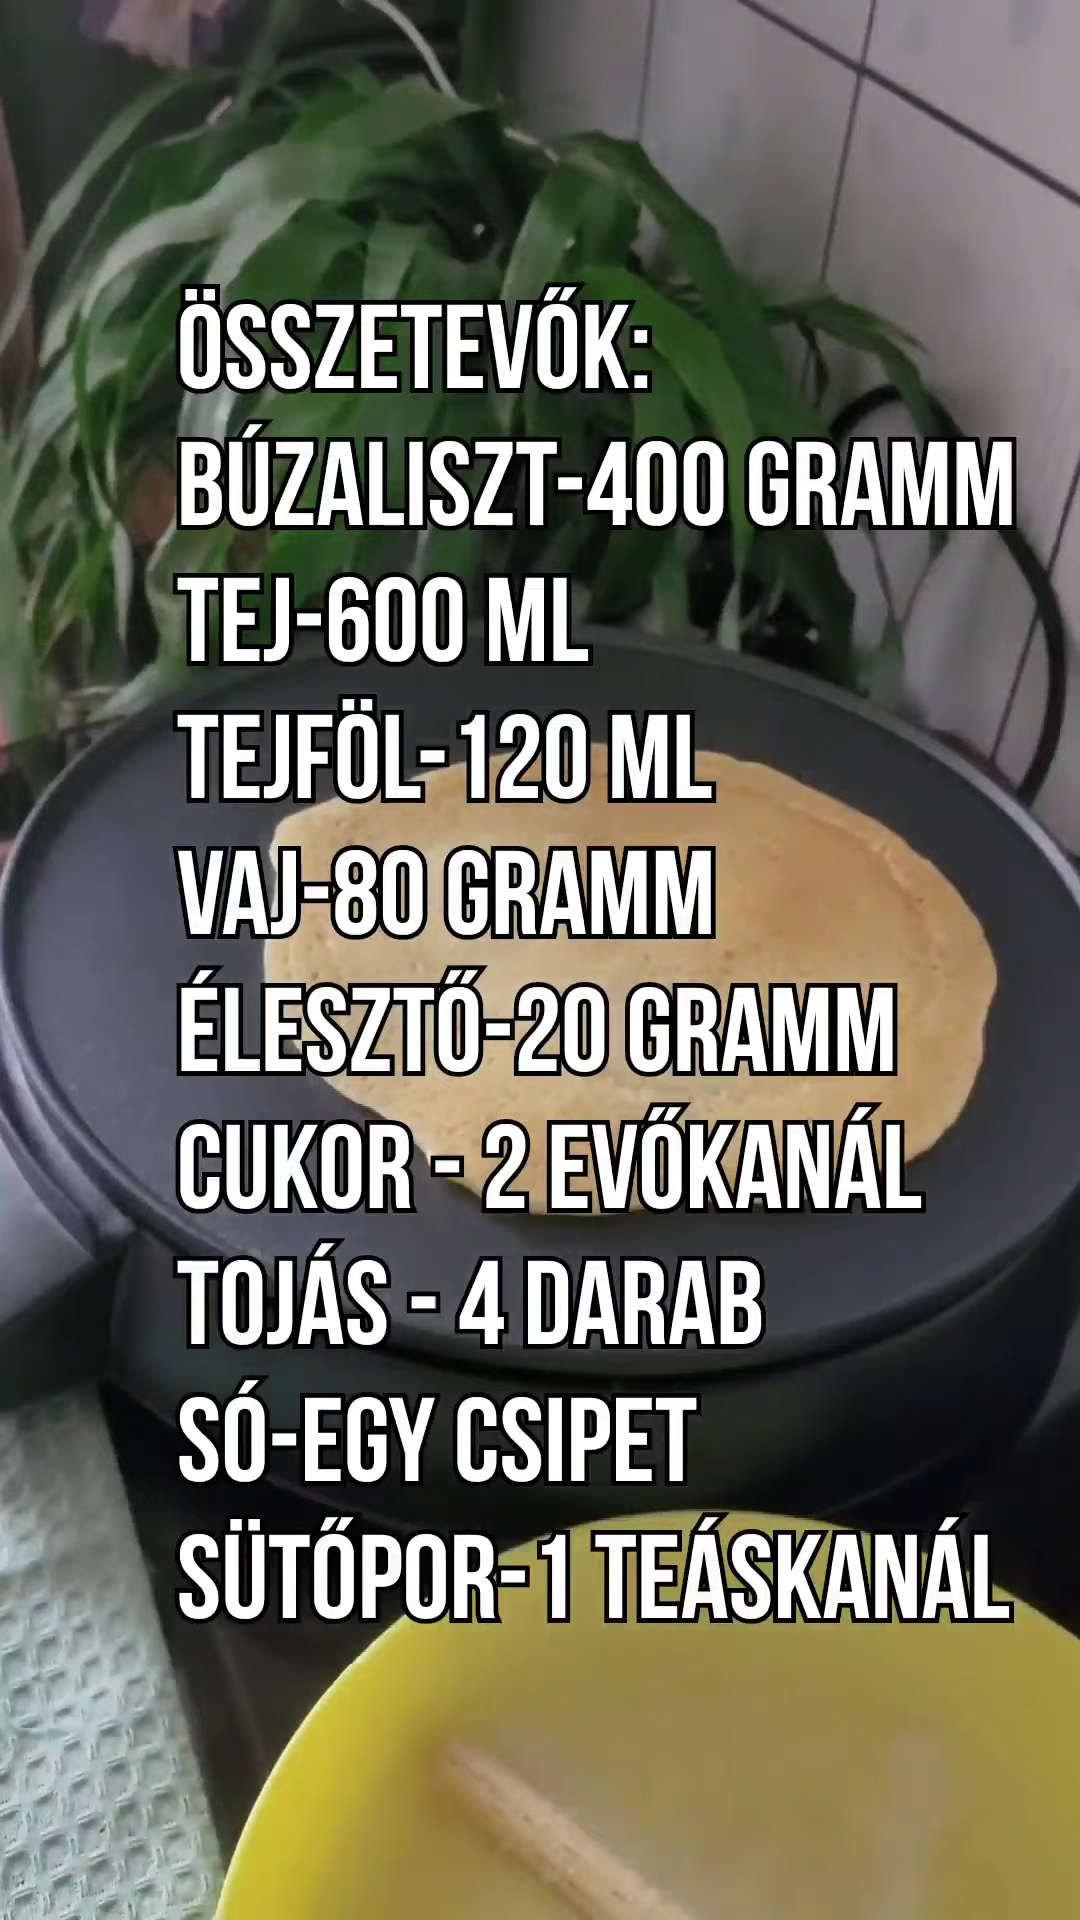 ÖSSZETEVŐK:
BÚZALISZT-400 GRAMM
TEJ-600 ML
TEJFÖL-120 ML
VAJ-80 GRAMM
ÉLESZTŐ-20 GRAMM
CUKOR - 2 EVŐKANÁL
TOJÁS - 4 DARAB
SÓ-EGY CSIPET
SÜTŐPOR-1 TEÁSKANÁL